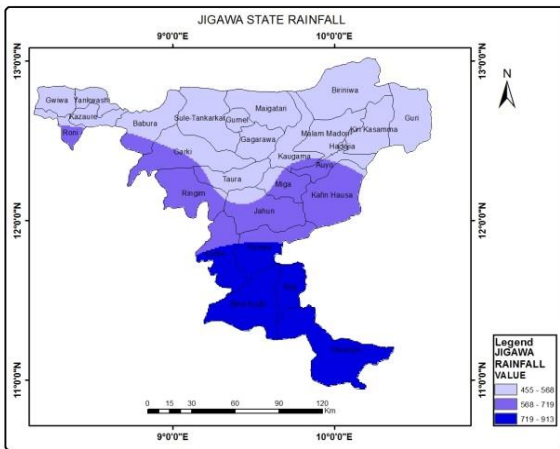 JIGAWA STATE RAINFALL
9°0'0"E
10°0'0"E
13°0'0"N
13°0'0"N
N
Biriniwa
Gwiwa
Yankwashi
Maigatari
Kazaure
Sule-Tankarkar
Gumel
Guri
Babura
Kiri Kasamma
Roni
Malam Madori
Gagarawa
Hadejia
Garki
Kaugama
Auyo
Taura
Miga
Ringim
Kafin Hausa
12°0'0"N
12°0'0"N
Jahun
Legend
JIGAWA
RAINFALL
VALUE
455 - 568
568 - 719
719 - 913
11°0'0"N
11°0'0"N
0 15 30 60 90 120
Km
9°0'0"E
10°0'0"E